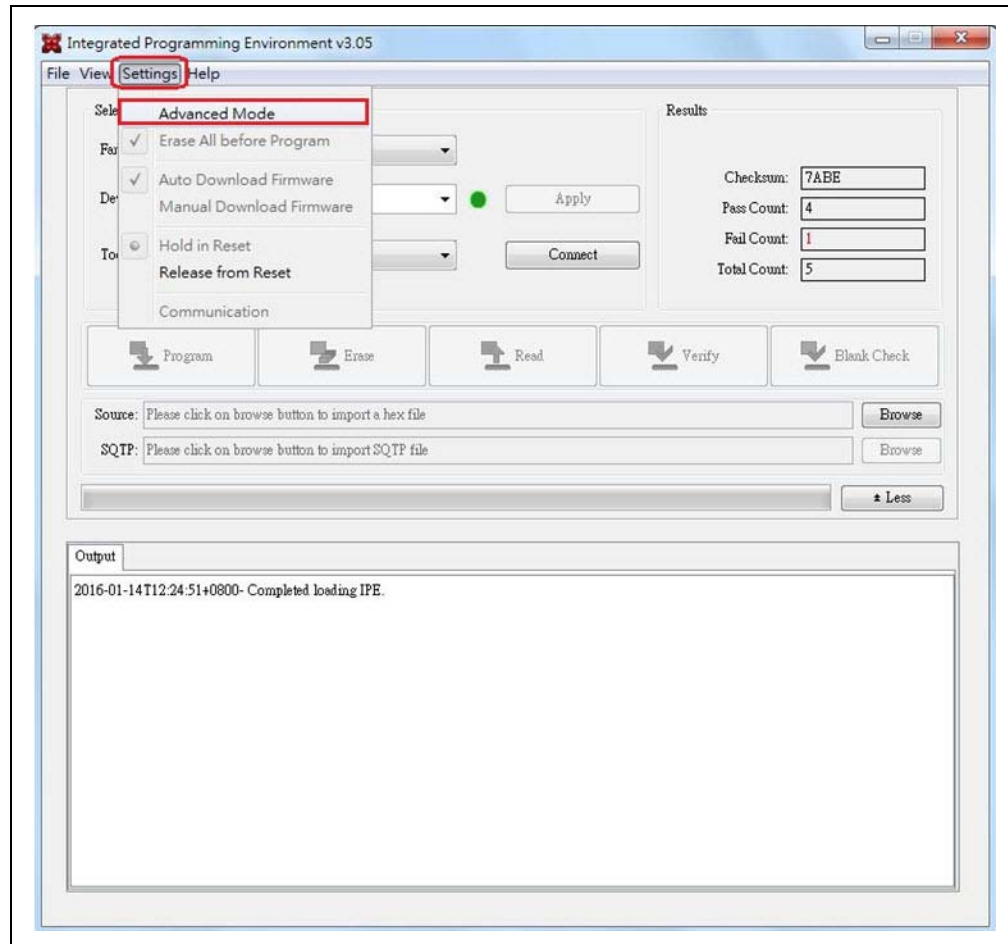 Integrated Programming Environment v3.05
File View Settings Help
Advanced Mode
Erase All before Program
Auto Download Firmware
Manual Download Firmware
Hold in Reset
Release from Reset
Communication
Apply
Connect
Results
Checksum: 7ABE
Pass Count: 4
Fail Count: 1
Total Count: 5
Program Erase Read Verify Blank Check
Source: Please click on browse button to import a hex file Browse
SQTP: Please click on browse button to import SQTP file Browse
Less
Output
2016-01-14T12:24:51+0800- Completed loading IPE.